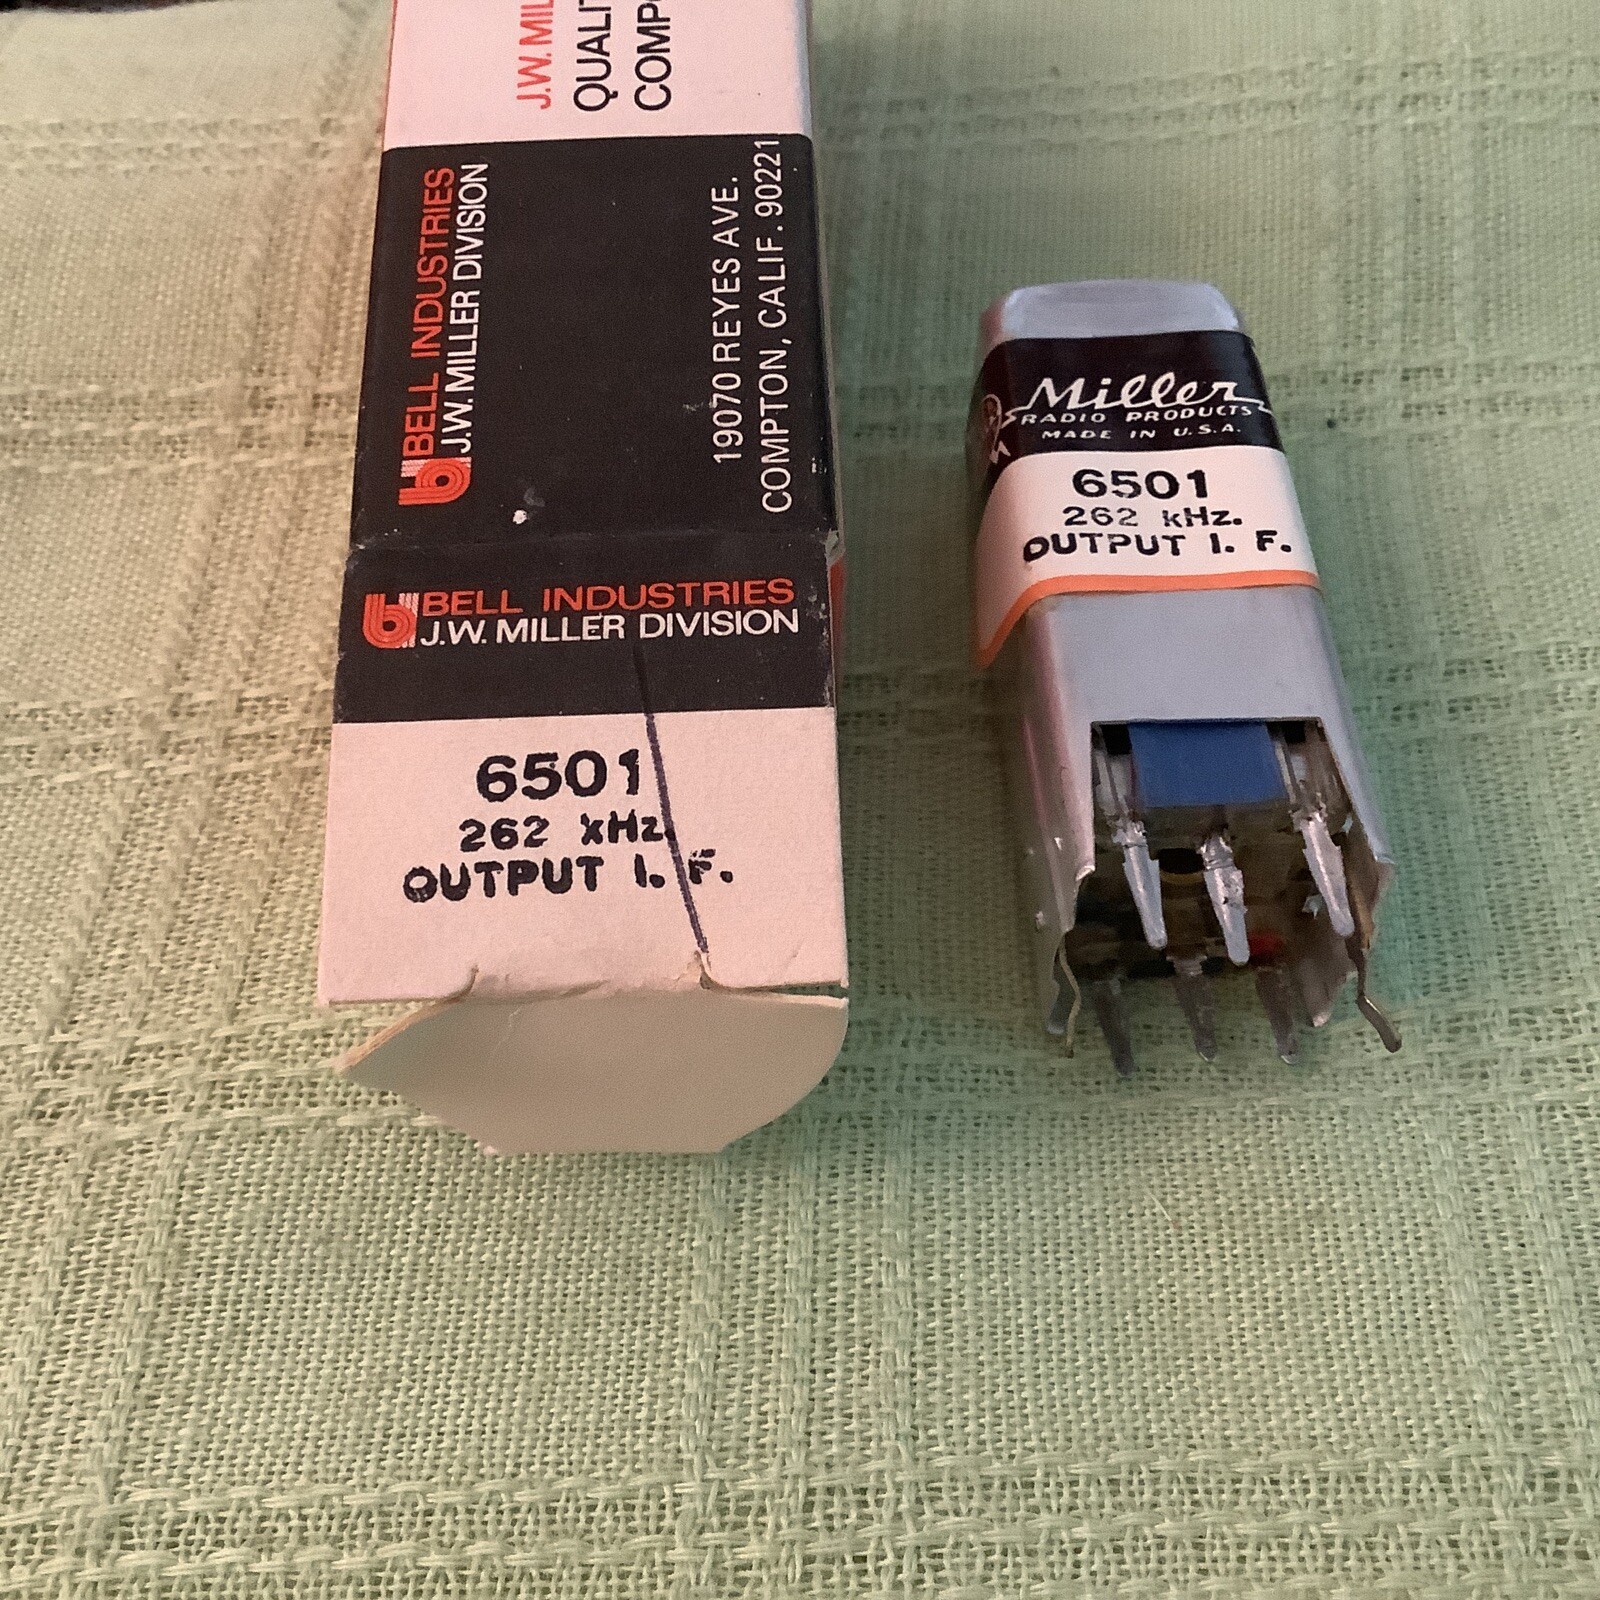 J.W. MIL
QUALIT
COMP
BELL INDUSTRIES
J.W. MILLER DIVISION
19070 REYES AVE.
COMPTON, CALIF. 90221
BELL INDUSTRIES
J.W. MILLER DIVISION
6501
262 kHz.
OUTPUT I. F.
Miller
RADIO PRODUCTS
MADE IN U.S.A.
6501
262 kHz.
OUTPUT I. F.